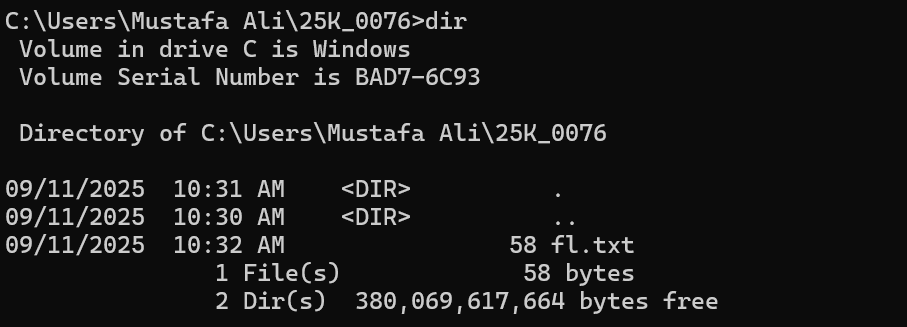 C:\Users\Mustafa Ali\25K_0076>dir
 Volume in drive C is Windows
 Volume Serial Number is BAD7-6C93

 Directory of C:\Users\Mustafa Ali\25K_0076

09/11/2025  10:31 AM    <DIR>          .
09/11/2025  10:30 AM    <DIR>          ..
09/11/2025  10:32 AM                58 fl.txt
               1 File(s)             58 bytes
               2 Dir(s)  380,069,617,664 bytes free